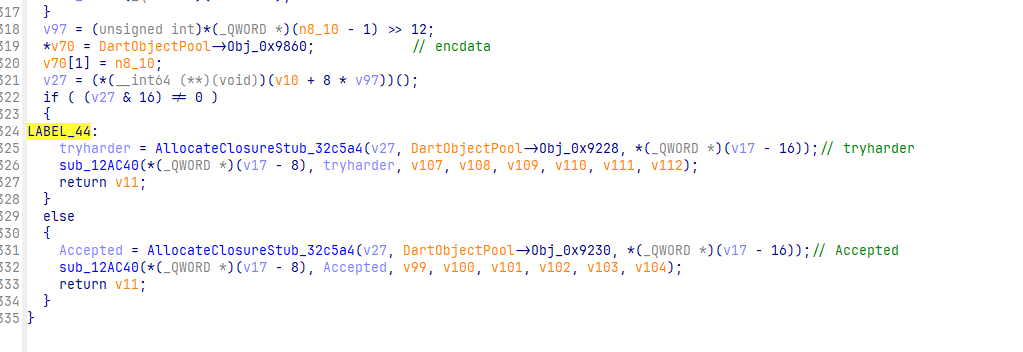 317 }
318 v97 = (unsigned int)*(_QWORD *)(n8_10 - 1) >> 12;
319 *v70 = DartObjectPool->Obj_0x9860; // encdata
320 v70[1] = n8_10;
321 v27 = (*(__int64 (**)(void))(v10 + 8 * v97))();
322 if ( (v27 & 16) != 0 )
323 {
324 LABEL_44:
325 tryharder = AllocateClosureStub_32c5a4(v27, DartObjectPool->Obj_0x9228, *(_QWORD *)(v17 - 16));// tryharder
326 sub_12AC40(*(_QWORD *)(v17 - 8), tryharder, v107, v108, v109, v110, v111, v112);
327 return v11;
328 }
329 else
330 {
331 Accepted = AllocateClosureStub_32c5a4(v27, DartObjectPool->Obj_0x9230, *(_QWORD *)(v17 - 16));// Accepted
332 sub_12AC40(*(_QWORD *)(v17 - 8), Accepted, v99, v100, v101, v102, v103, v104);
333 return v11;
334 }
335 }